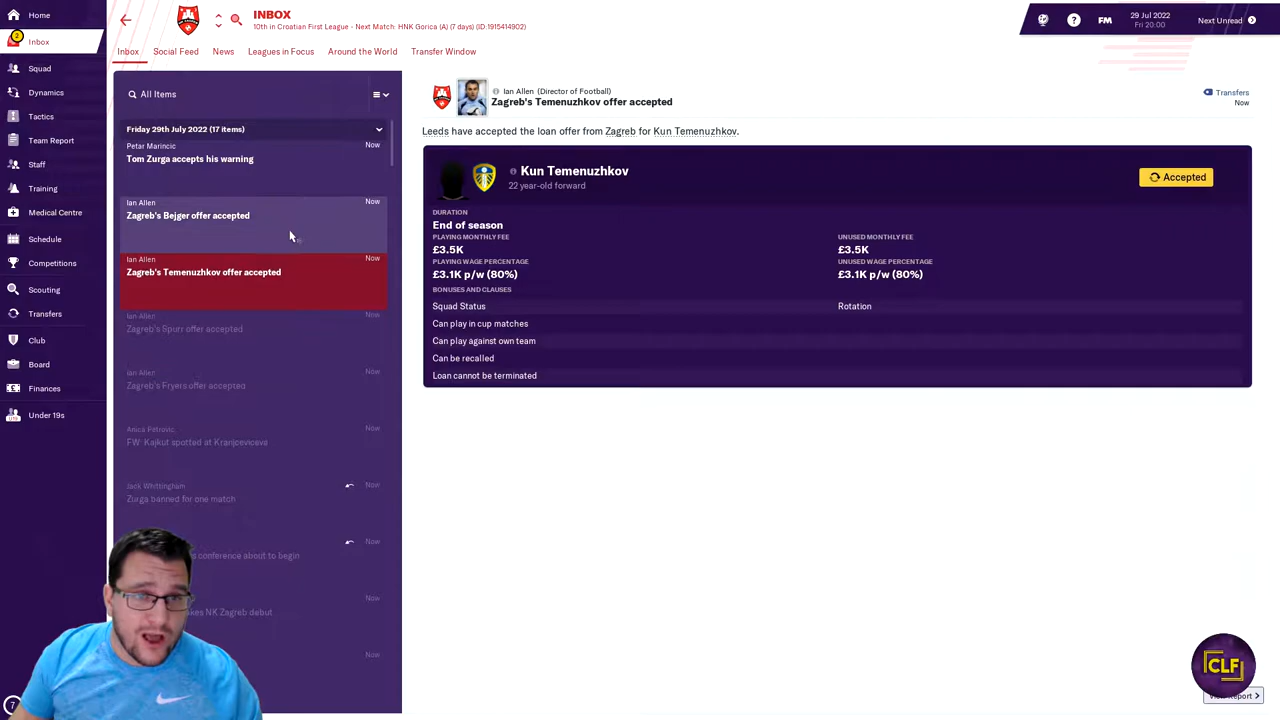 Home
2
Inbox
Squad
Dynamics
Tactics
Team Report
Staff
Training
Medical Centre
Schedule
Competitions
Scouting
Transfers
Club
Board
Finances
Under 19s
7
INBOX
10th in Croatian First League - Next Match: HNK Gorica (A) (7 days) (ID:1915414902)
? FM 29 Jul 2022
Fri 20:00
Next Unread
Inbox Social Feed News Leagues in Focus Around the World Transfer Window
All Items
Friday 29th July 2022 (17 items)
Petar Marincic Now
Tom Zurga accepts his warning
Ian Allen Now
Zagreb's Bejger offer accepted
Ian Allen Now
Zagreb's Temenuzhkov offer accepted
Ian Allen Now
Zagreb's Spurr offer accepted
Ian Allen Now
Zagreb's Fryers offer accepted
Anica Petrovic Now
FW: Kajkut spotted at Kranjceviceva
Jack Whittingham Now
Zurga banned for one match
Now
s conference about to begin
Now
kes NK Zagreb debut
Now
Ian Allen (Director of Football)
Zagreb's Temenuzhkov offer accepted
Transfers
Now
Leeds have accepted the loan offer from Zagreb for Kun Temenuzhkov.
Kun Temenuzhkov
22 year-old forward
Accepted
DURATION
End of season
PLAYING MONTHLY FEE UNUSED MONTHLY FEE
£3.5K £3.5K
PLAYING WAGE PERCENTAGE UNUSED WAGE PERCENTAGE
£3.1K p/w (80%) £3.1K p/w (80%)
BONUSES AND CLAUSES
Squad Status Rotation
Can play in cup matches
Can play against own team
Can be recalled
Loan cannot be terminated
CLF
Report